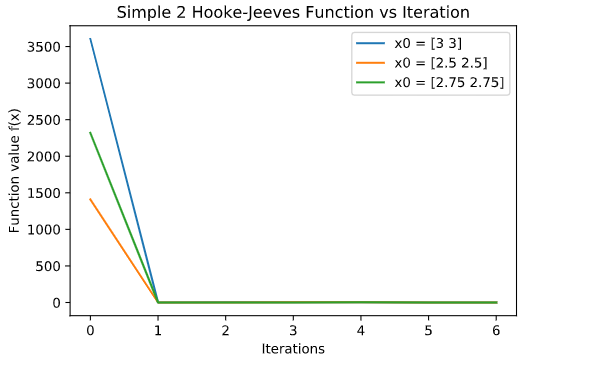 Simple 2 Hooke-Jeeves Function vs Iteration
x0 = [3 3]
x0 = [2.5 2.5]
x0 = [2.75 2.75]
Function value f(x)
3500
3000
2500
2000
1500
1000
500
0
0 1 2 3 4 5 6
Iterations